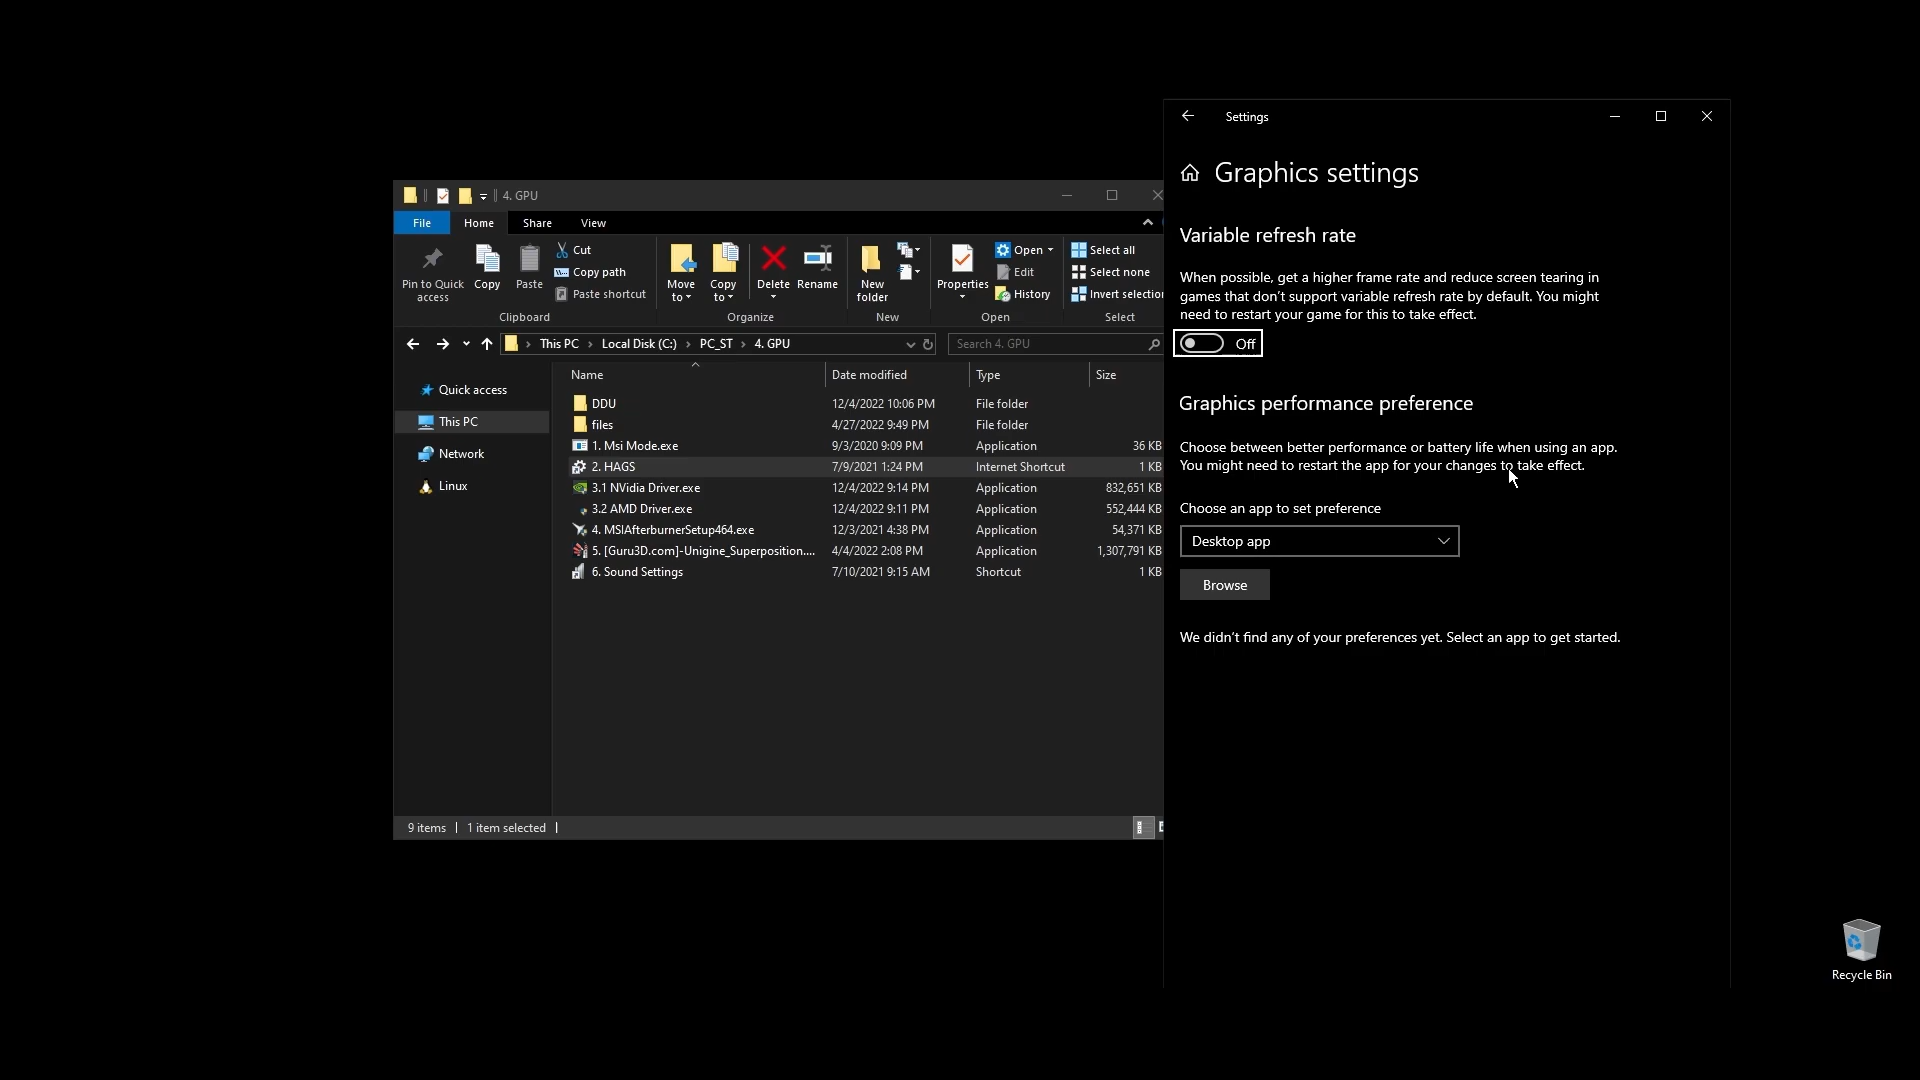 4. GPU
File
Home
Share
View
Pin to Quick
access
Copy
Paste
Cut
Copy path
Paste shortcut
Clipboard
Move
to
Copy
to
Delete
Rename
Organize
New
folder
New
Properties
Open
Edit
History
Open
Select all
Select none
Invert selection
Select
This PC
Local Disk (C:)
PC_ST
4. GPU
Search 4. GPU
Quick access
This PC
Network
Linux
Name Date modified Type Size
DDU 12/4/2022 10:06 PM File folder
files 4/27/2022 9:49 PM File folder
1. Msi Mode.exe 9/3/2020 9:09 PM Application 36 KB
2. HAGS 7/9/2021 1:24 PM Internet Shortcut 1 KB
3.1 NVidia Driver.exe 12/4/2022 9:14 PM Application 832,651 KB
3.2 AMD Driver.exe 12/4/2022 9:11 PM Application 552,444 KB
4. MSIAfterburnerSetup464.exe 12/3/2021 4:38 PM Application 54,371 KB
5. [Guru3D.com]-Unigine_Superposition.... 4/4/2022 2:08 PM Application 1,307,791 KB
6. Sound Settings 7/10/2021 9:15 AM Shortcut 1 KB
9 items
1 item selected
Settings
Graphics settings
Variable refresh rate
When possible, get a higher frame rate and reduce screen tearing in
games that don't support variable refresh rate by default. You might
need to restart your game for this to take effect.
Off
Graphics performance preference
Choose between better performance or battery life when using an app.
You might need to restart the app for your changes to take effect.
Choose an app to set preference
Desktop app
Browse
We didn't find any of your preferences yet. Select an app to get started.
Recycle Bin